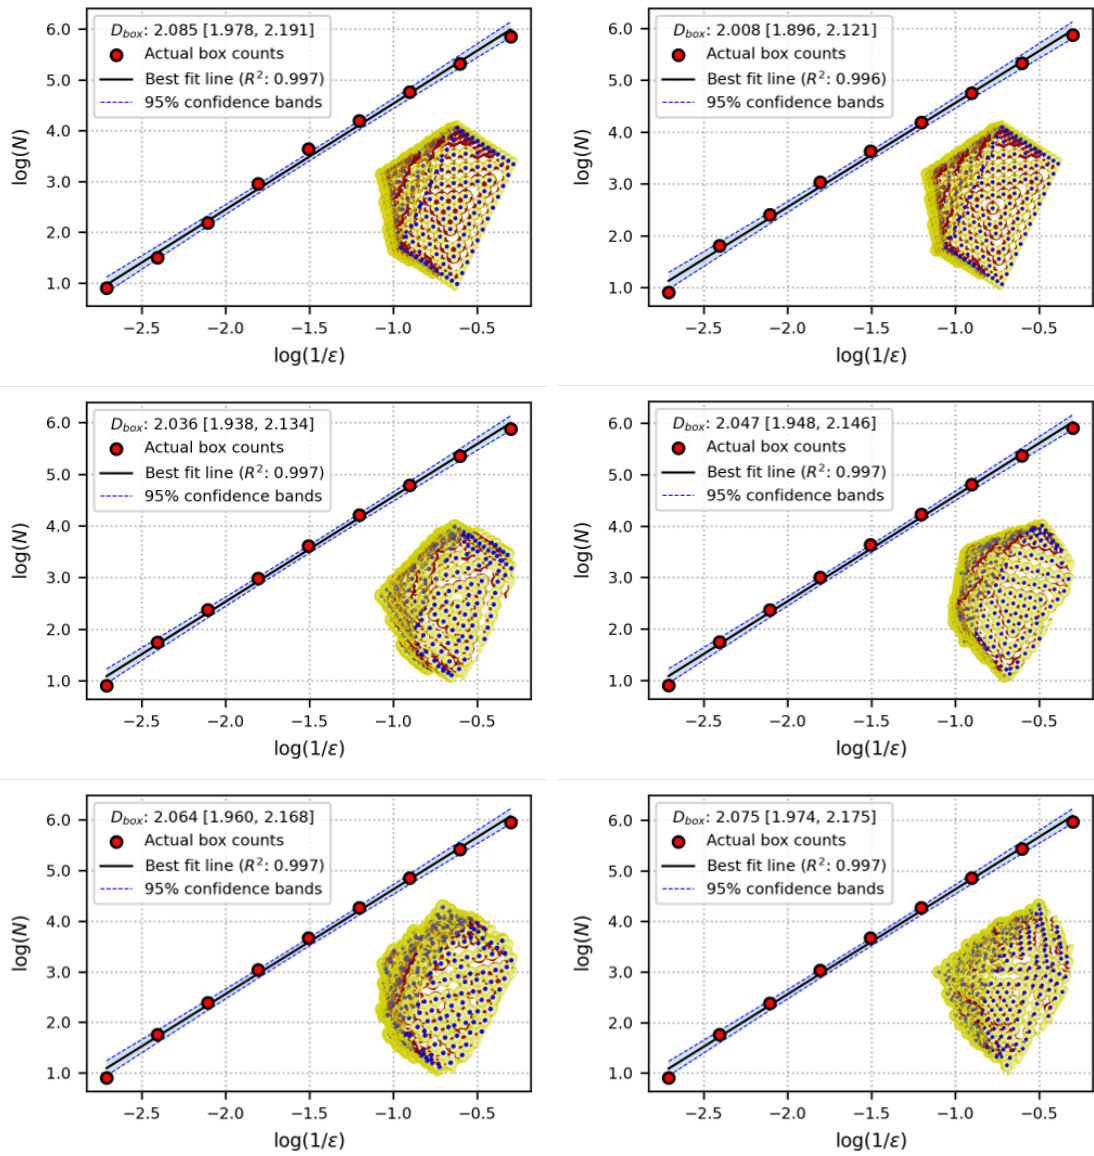 D_box: 2.085 [1.978, 2.191]
Actual box counts
Best fit line (R²: 0.997)
95% confidence bands
log(N)
6.0
5.0
4.0
3.0
2.0
1.0
−2.5
−2.0
−1.5
−1.0
−0.5
log(1/ε)
D_box: 2.008 [1.896, 2.121]
Actual box counts
Best fit line (R²: 0.996)
95% confidence bands
log(N)
6.0
5.0
4.0
3.0
2.0
1.0
−2.5
−2.0
−1.5
−1.0
−0.5
log(1/ε)
D_box: 2.036 [1.938, 2.134]
Actual box counts
Best fit line (R²: 0.997)
95% confidence bands
log(N)
6.0
5.0
4.0
3.0
2.0
1.0
−2.5
−2.0
−1.5
−1.0
−0.5
log(1/ε)
D_box: 2.047 [1.948, 2.146]
Actual box counts
Best fit line (R²: 0.997)
95% confidence bands
log(N)
6.0
5.0
4.0
3.0
2.0
1.0
−2.5
−2.0
−1.5
−1.0
−0.5
log(1/ε)
D_box: 2.064 [1.960, 2.168]
Actual box counts
Best fit line (R²: 0.997)
95% confidence bands
log(N)
6.0
5.0
4.0
3.0
2.0
1.0
−2.5
−2.0
−1.5
−1.0
−0.5
log(1/ε)
D_box: 2.075 [1.974, 2.175]
Actual box counts
Best fit line (R²: 0.997)
95% confidence bands
log(N)
6.0
5.0
4.0
3.0
2.0
1.0
−2.5
−2.0
−1.5
−1.0
−0.5
log(1/ε)